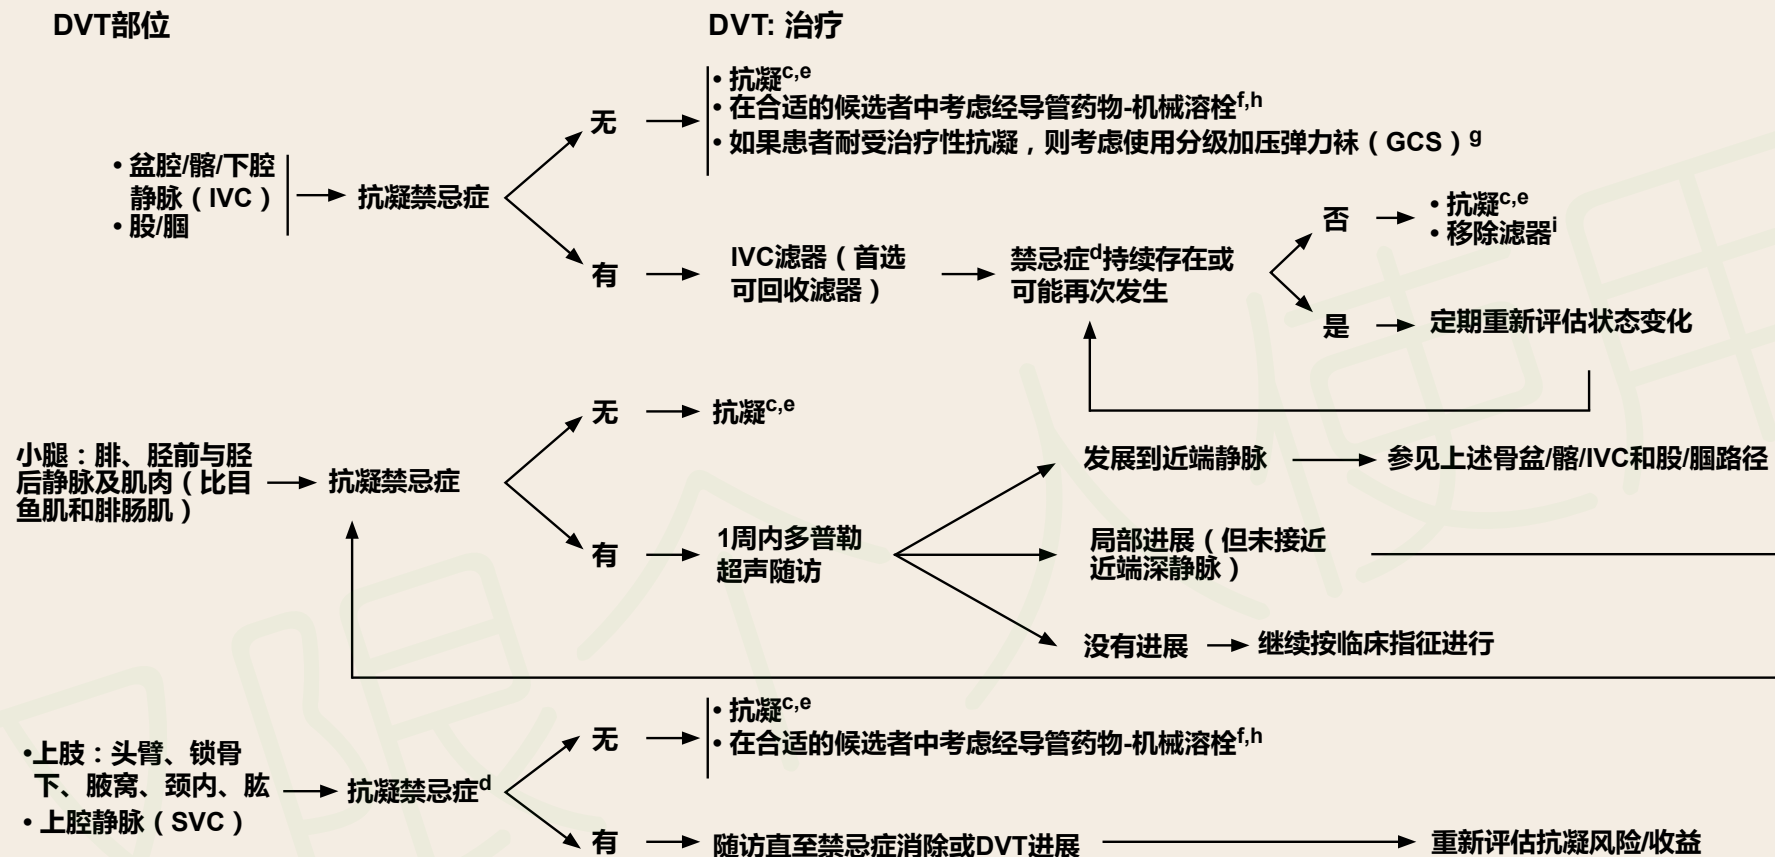 DVT部位
DVT: 治疗
• 抗凝c,e
• 在合适的候选者中考虑经导管药物-机械溶栓f,h
• 如果患者耐受治疗性抗凝，则考虑使用分级加压弹力袜（GCS）g
无
• 盆腔/髂/下腔
静脉（IVC）
• 股/腘
抗凝禁忌症
有
IVC滤器（首选
可回收滤器）
禁忌症d持续存在或
可能再次发生
否
• 抗凝c,e
• 移除滤器i
是
定期重新评估状态变化
无
抗凝c,e
小腿：腓、胫前与胫
后静脉及肌肉（比目
鱼肌和腓肠肌）
抗凝禁忌症
有
1周内多普勒
超声随访
发展到近端静脉
参见上述骨盆/髂/IVC和股/腘路径
局部进展（但未接近
近端深静脉）
没有进展
继续按临床指征进行
无
• 抗凝c,e
• 在合适的候选者中考虑经导管药物-机械溶栓f,h
•上肢：头臂、锁骨
下、腋窝、颈内、肱
• 上腔静脉（SVC）
抗凝禁忌症d
有
随访直至禁忌症消除或DVT进展
重新评估抗凝风险/收益
仅限个人使用